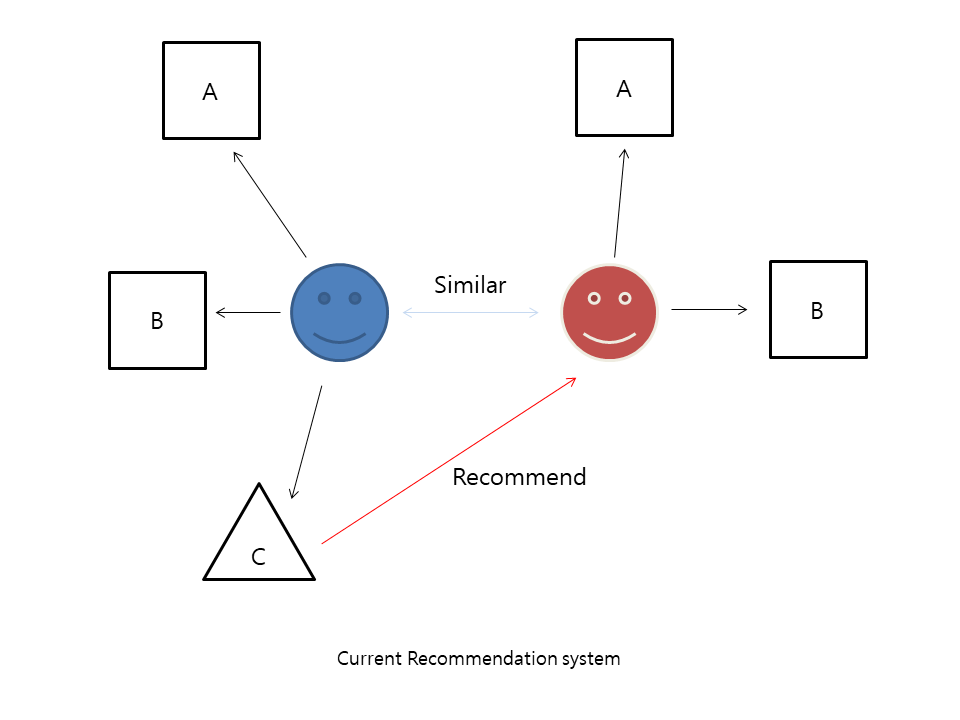 A
A
Similar
B
B
Recommend
C
Current Recommendation system